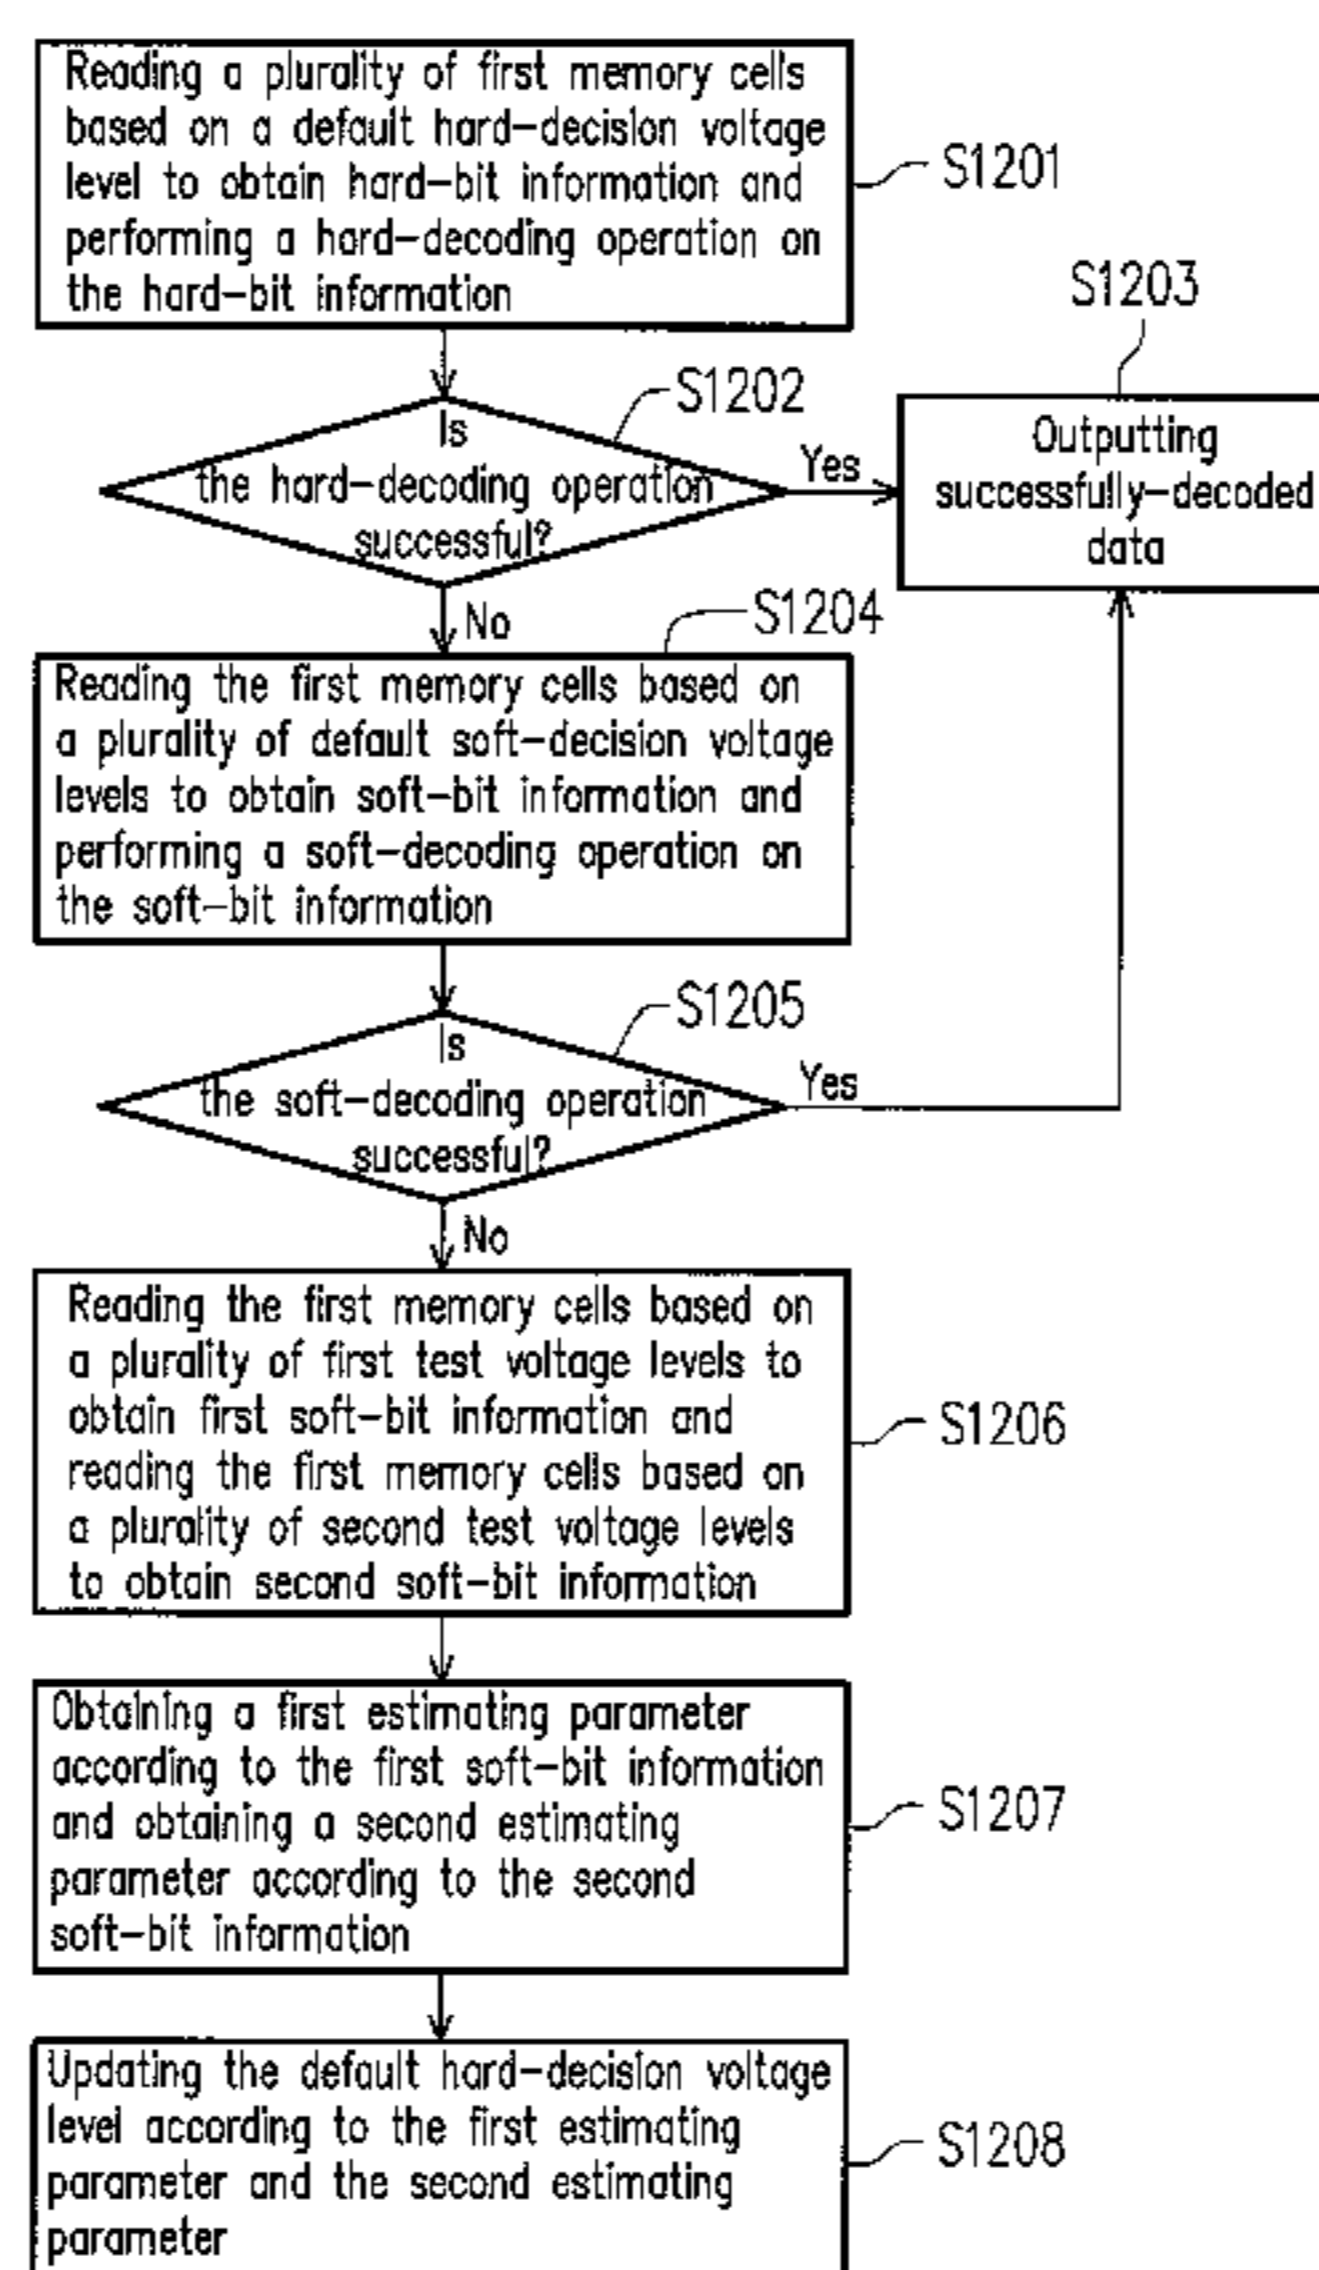 Reading a plurality of first memory cells
based on a default hard-decision voltage
level to obtain hard-bit information and
performing a hard-decoding operation on
the hard-bit information
S1201
S1202
Is
the hard-decoding operation
successful?
Yes
No
S1203
Outputting
successfully-decoded
data
S1204
Reading the first memory cells based on
a plurality of default soft-decision voltage
levels to obtain soft-bit information and
performing a soft-decoding operation on
the soft-bit information
S1205
Is
the soft-decoding operation
successful?
Yes
No
Reading the first memory cells based on
a plurality of first test voltage levels to
obtain first soft-bit information and
reading the first memory cells based on
a plurality of second test voltage levels
to obtain second soft-bit information
S1206
Obtaining a first estimating parameter
according to the first soft-bit information
and obtaining a second estimating
parameter according to the second
soft-bit information
S1207
Updating the default hard-decision voltage
level according to the first estimating
parameter and the second estimating
parameter
S1208